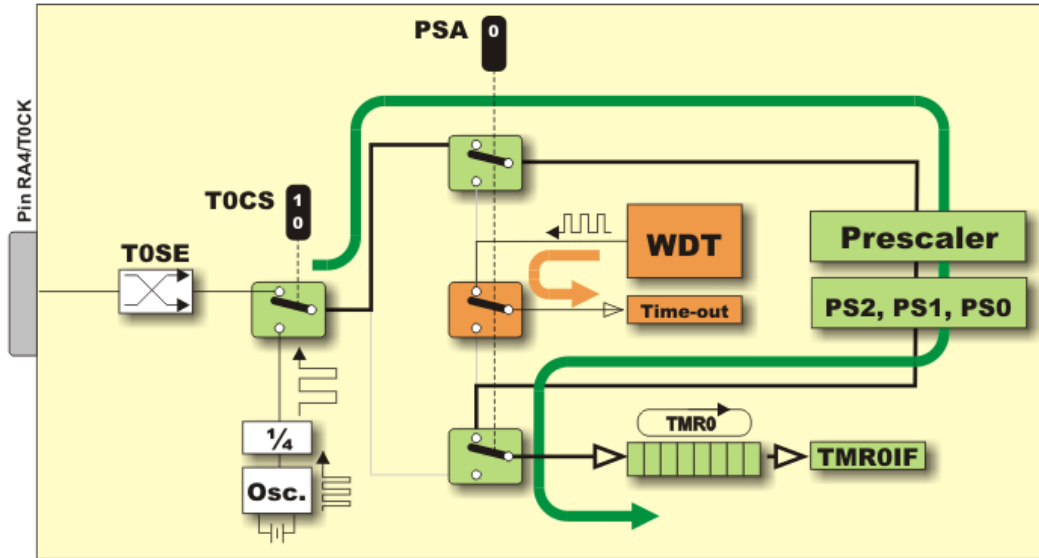 PSA
0
Pin RA4/T0CK
T0CS
1
0
T0SE
WDT
Prescaler
Time-out
PS2, PS1, PS0
TMR0
¼
TMR0IF
Osc.